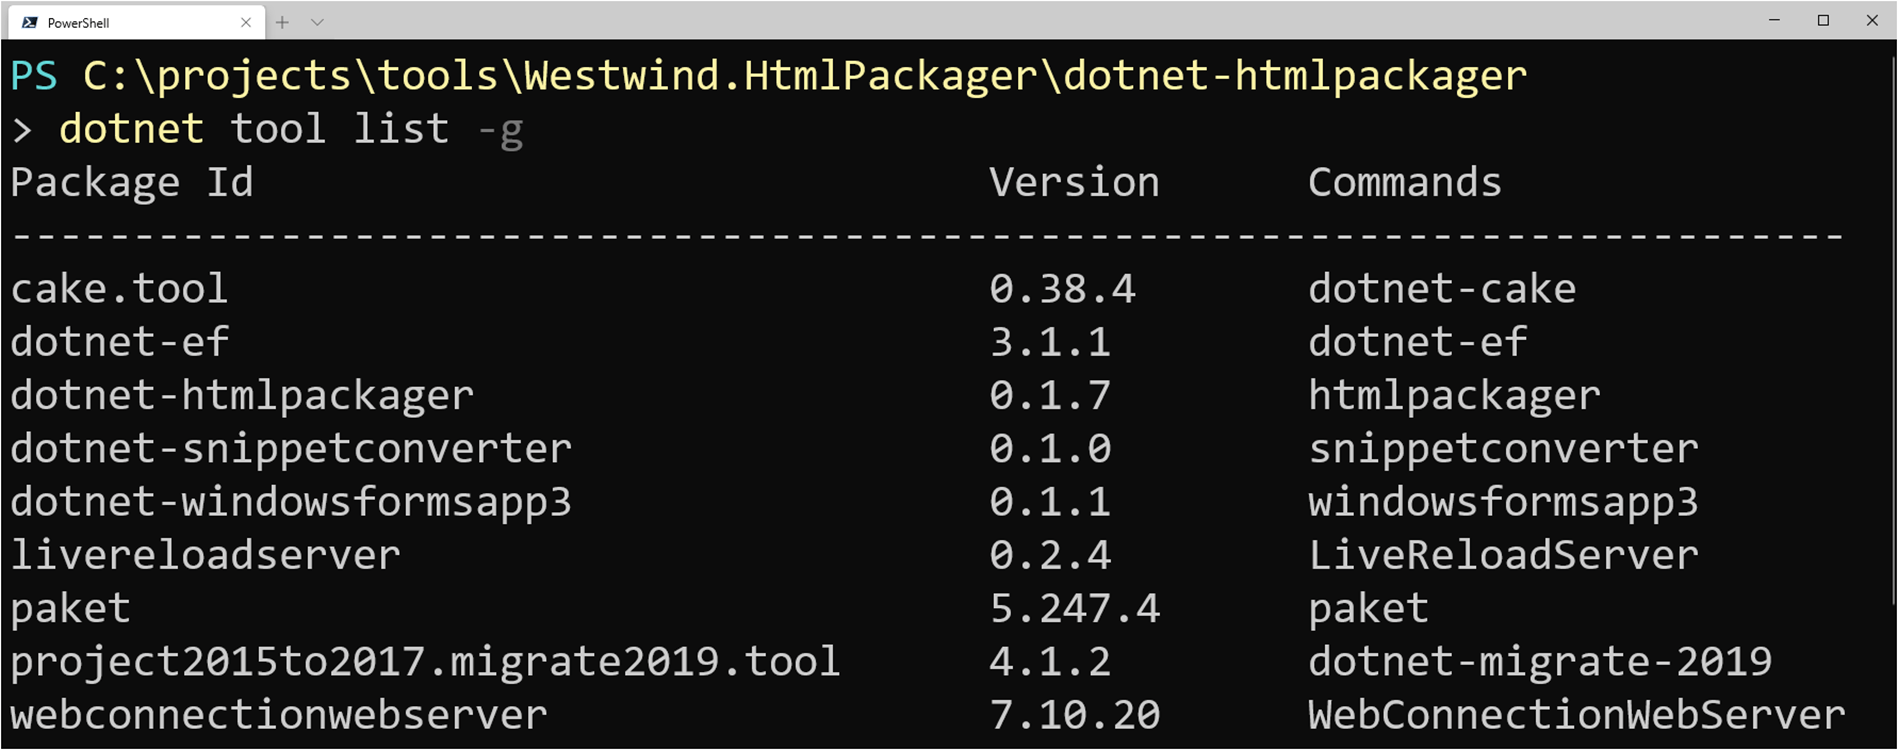 PowerShell
PS C:\projects\tools\Westwind.HtmlPackager\dotnet-htmlpackager
> dotnet tool list -g
Package Id Version Commands
---------------------------------------------------------------------------
cake.tool 0.38.4 dotnet-cake
dotnet-ef 3.1.1 dotnet-ef
dotnet-htmlpackager 0.1.7 htmlpackager
dotnet-snippetconverter 0.1.0 snippetconverter
dotnet-windowsformsapp3 0.1.1 windowsformsapp3
livereloadserver 0.2.4 LiveReloadServer
paket 5.247.4 paket
project2015to2017.migrate2019.tool 4.1.2 dotnet-migrate-2019
webconnectionwebserver 7.10.20 WebConnectionWebServer